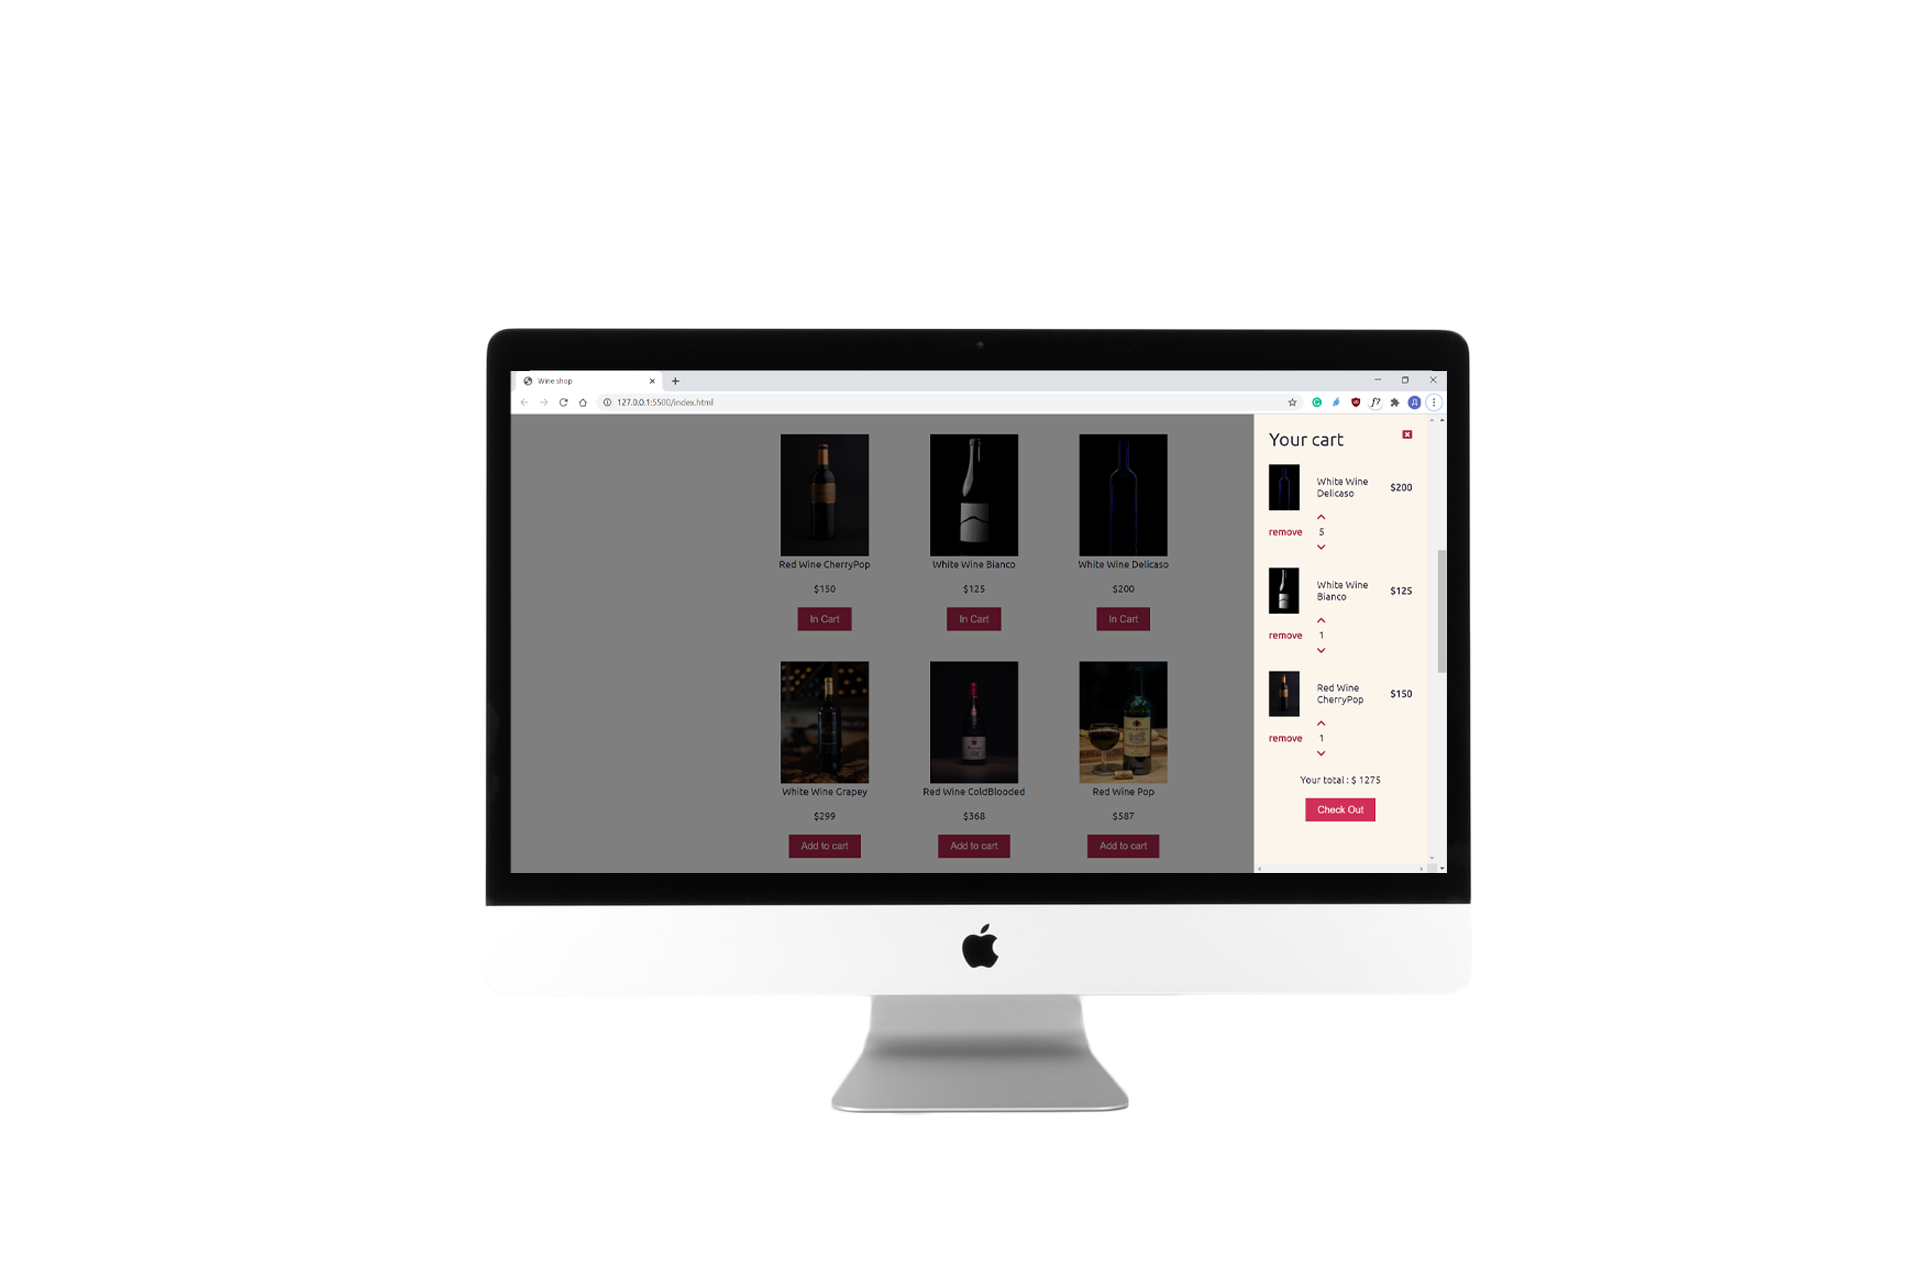 Wine shop
127.0.0.1:5500/index.html
f?
Red Wine CherryPop
White Wine Bianco
White Wine Delicaso
$150
$125
$200
In Cart
In Cart
In Cart
White Wine Grapey
Red Wine ColdBlooded
Red Wine Pop
$299
$368
$587
Add to cart
Add to cart
Add to cart
Your cart
White Wine
Delicaso
$200
remove
5
White Wine
Bianco
$125
remove
1
Red Wine
CherryPop
$150
remove
1
Your total : $ 1275
Check Out